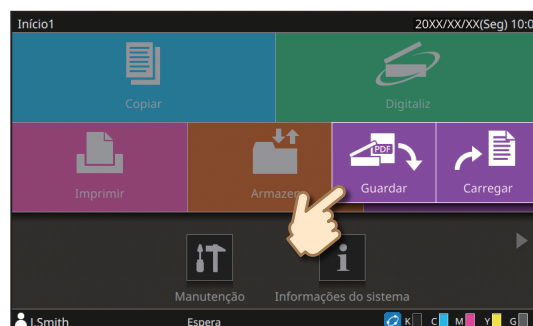 Início1 20XX/XX/XX(Seg) 10:0
Copiar Digitaliz
PDF
Imprimir Armazen Guardar Carregar
i
Manutenção Informações do sistema
J.Smith Espera K C M Y G